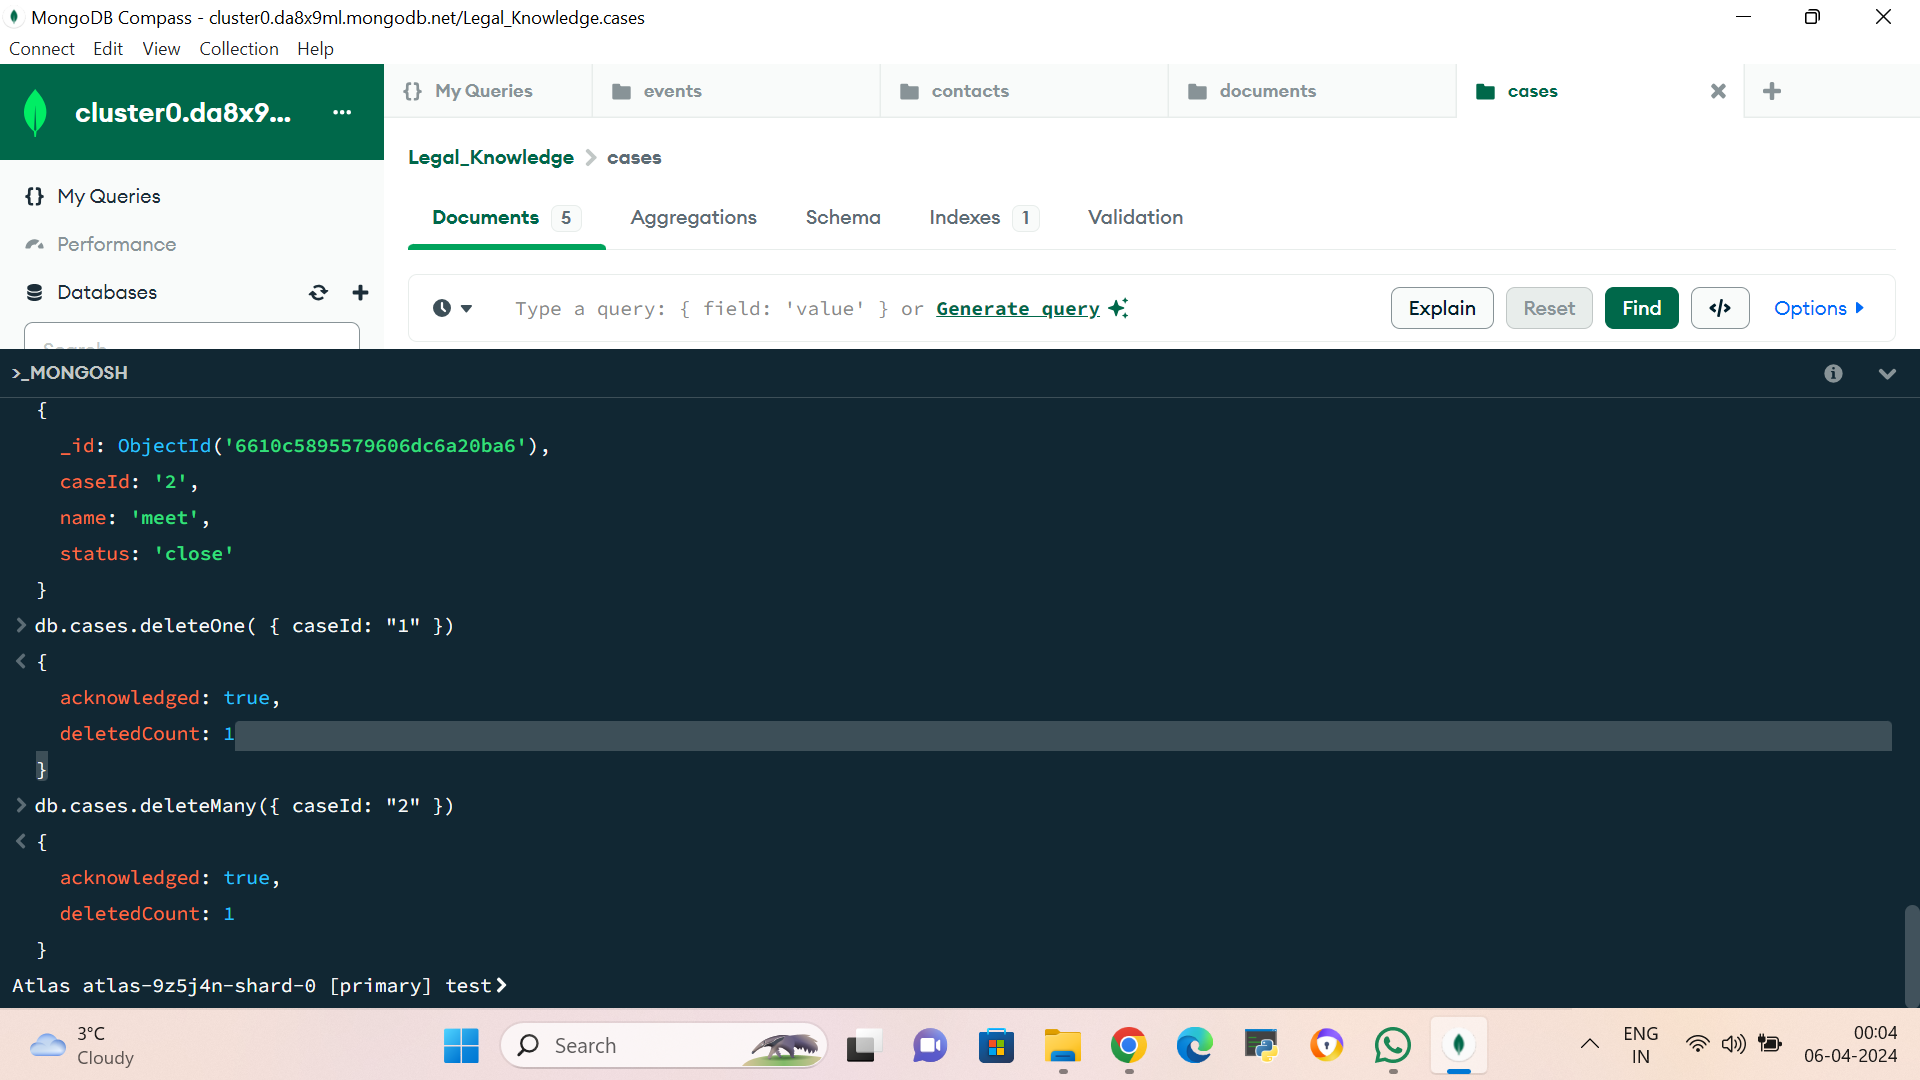 MongoDB Compass - cluster0.da8x9ml.mongodb.net/Legal_Knowledge.cases
Connect Edit View Collection Help
cluster0.da8x9... ...
{} My Queries
events
contacts
documents
cases
Legal_Knowledge > cases
{} My Queries
Performance
Databases
Search
Documents 5 Aggregations Schema Indexes 1 Validation
Type a query: { field: 'value' } or Generate query
Explain Reset Find </> Options
>_MONGOSH
{
_id: ObjectId('6610c5895579606dc6a20ba6'),
caseId: '2',
name: 'meet',
status: 'close'
}
> db.cases.deleteOne( { caseId: "1" })
< {
acknowledged: true,
deletedCount: 1
}
> db.cases.deleteMany({ caseId: "2" })
< {
acknowledged: true,
deletedCount: 1
}
Atlas atlas-9z5j4n-shard-0 [primary] test>
3°C
Cloudy
Search
ENG
IN
00:04
06-04-2024